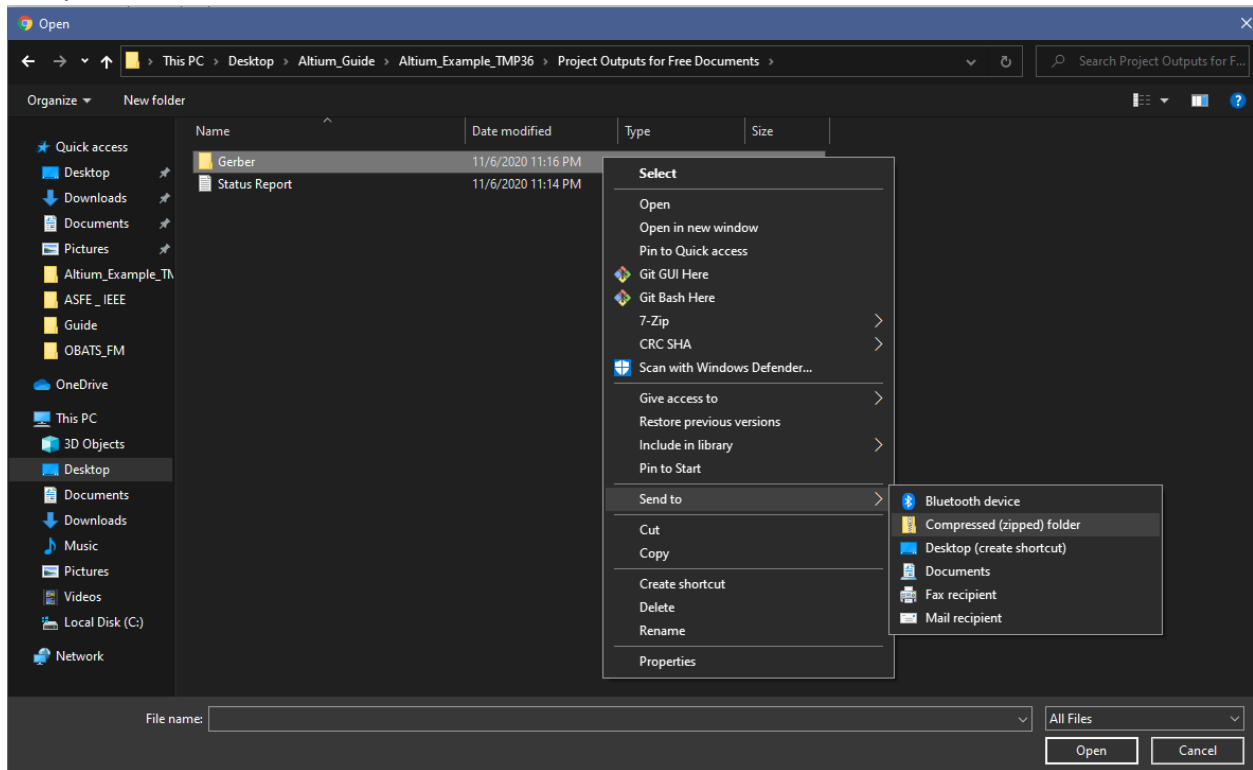 Open
This PC > Desktop > Altium_Guide > Altium_Example_TMP36 > Project Outputs for Free Documents >
Search Project Outputs for F...
Organize
New folder
?
Name
Date modified
Type
Size
Quick access
Desktop
Downloads
Documents
Pictures
Altium_Example_TM
ASFE _ IEEE
Guide
OBATS_FM
OneDrive
This PC
3D Objects
Desktop
Documents
Downloads
Music
Pictures
Videos
Local Disk (C:)
Network
Gerber
11/6/2020 11:16 PM
Status Report
11/6/2020 11:14 PM
Select
Open
Open in new window
Pin to Quick access
Git GUI Here
Git Bash Here
7-Zip
CRC SHA
Scan with Windows Defender...
Give access to
Restore previous versions
Include in library
Pin to Start
Send to
Cut
Copy
Create shortcut
Delete
Rename
Properties
Bluetooth device
Compressed (zipped) folder
Desktop (create shortcut)
Documents
Fax recipient
Mail recipient
File name:
All Files
Open
Cancel